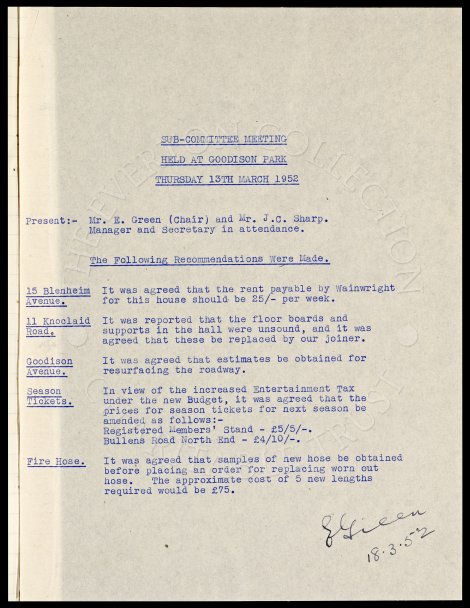 SUB-COMMITTEE MEETING
HELD AT GOODISON PARK
THURSDAY 13TH MARCH 1952
Present:- Mr. E. Green (Chair) and Mr. J.C. Sharp.
Manager and Secretary in attendance.
The Following Recommendations Were Made.
15 Blenheim Avenue. It was agreed that the rent payable by Wainwright
for this house should be 25/- per week.
11 Knoclaid Road. It was reported that the floor boards and
supports in the hall were unsound, and it was
agreed that these be replaced by our joiner.
Goodison Avenue. It was agreed that estimates be obtained for
resurfacing the roadway.
Season Tickets. In view of the increased Entertainment Tax
under the new Budget, it was agreed that the
prices for season tickets for next season be
amended as follows:-
Registered Members' Stand - £5/5/-.
Bullens Road North End - £4/10/-.
Fire Hose. It was agreed that samples of new hose be obtained
before placing an order for replacing worn out
hose. The approximate cost of 5 new lengths
required would be £75.
E Green
18.3.52
THE EVERTON COLLECTION